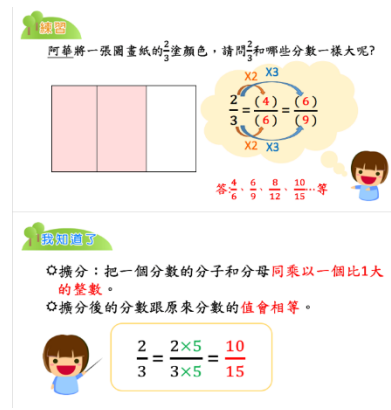 練習
阿華將一張圖畫紙的2/3塗顏色，請問2/3和哪些分數一樣大呢?
X2 X3
2/3=(4)/(6)=(6)/(9)
X2 X3
答:4/6、6/9、8/12、10/15…等
我知道了
擴分：把一個分數的分子和分母同乘以一個比1大
的整數。
擴分後的分數跟原來分數的值會相等。
2/3=2×5/3×5=10/15